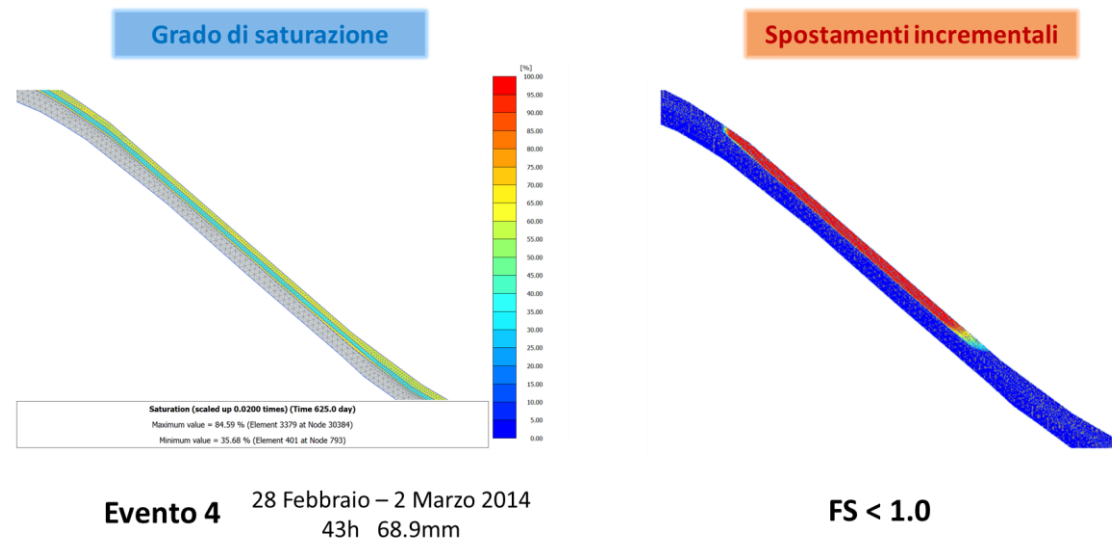 Grado di saturazione
Spostamenti incrementali
[%]
100.00
95.00
90.00
85.00
80.00
75.00
70.00
65.00
60.00
55.00
50.00
45.00
40.00
35.00
30.00
25.00
20.00
15.00
10.00
5.00
0.00
Saturation (scaled up 0.0200 times) (Time 625.0 day)
Maximum value = 84.59 % (Element 3379 at Node 30384)
Minimum value = 35.68 % (Element 401 at Node 793)
Evento 4
28 Febbraio – 2 Marzo 2014
43h 68.9mm
FS < 1.0